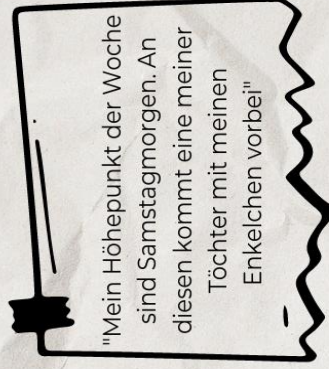 "Mein Höhepunkt der Woche
sind Samstagmorgen. An
diesen kommt eine meiner
Töchter mit meinen
Enkelchen vorbei"